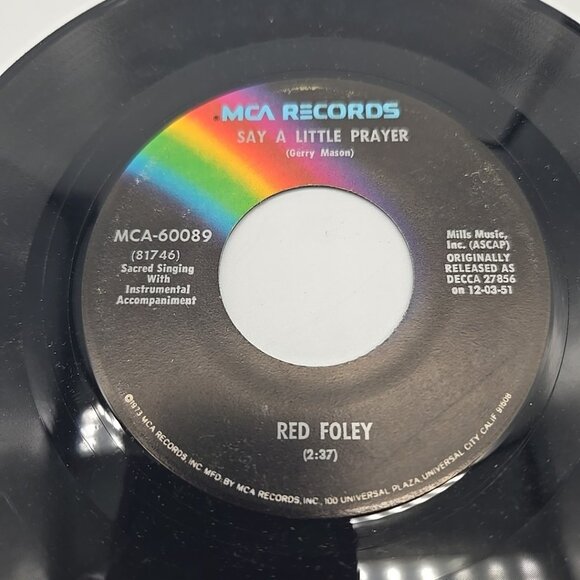 MCA RECORDS
SAY A LITTLE PRAYER
(Gerry Mason)
MCA-60089
(81746)
Sacred Singing
With
Instrumental
Accompaniment
Mills Music,
Inc. (ASCAP)
ORIGINALLY
RELEASED AS
DECCA 27856
on 12-03-51
RED FOLEY
(2:37)
©1973 MCA RECORDS, INC. MFD. BY MCA RECORDS, INC., 100 UNIVERSAL PLAZA, UNIVERSAL CITY, CALIF. 91608